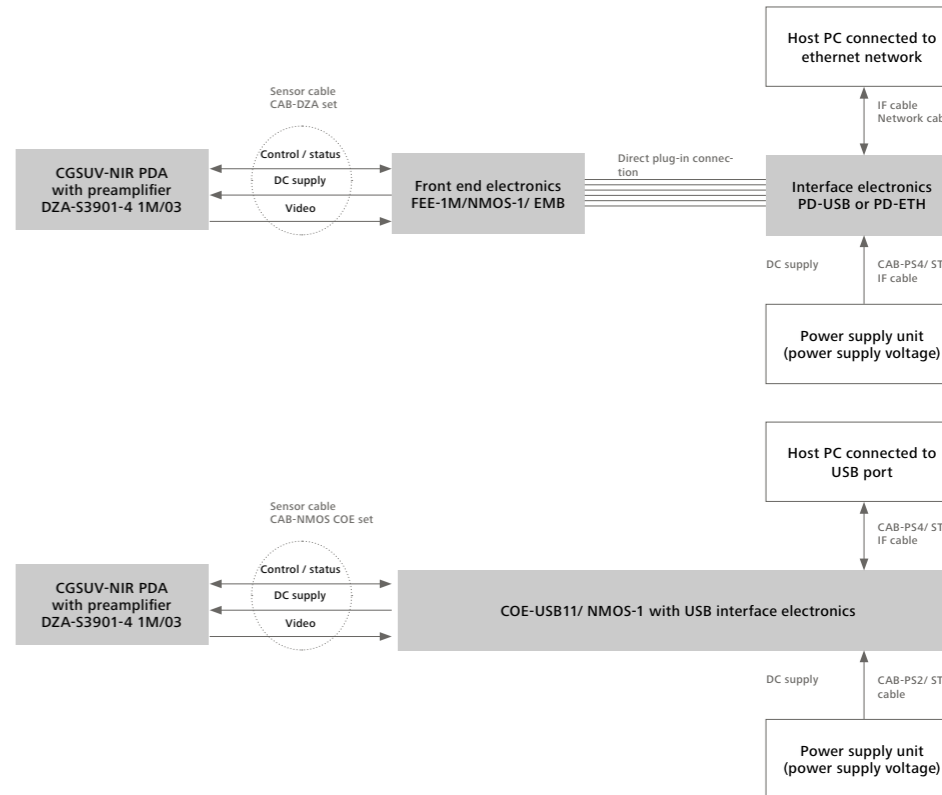 Host PC connected to
ethernet network
Sensor cable
CAB-DZA set
IF cable
Network
Control / status
DC supply
Video
CGSUV-NIR PDA
with preamplifier
DZA-S3901-4 1M/03
Front end electronics
FEE-1M/NMOS-1/ EMB
Direct plug-in connec-
tion
Interface electronics
PD-USB or PD-ETH
DC supply
CAB-PS4/
IF cable
Power supply unit
(power supply voltage)
Host PC connected to
USB port
Sensor cable
CAB-NMOS COE set
CAB-PS4/
IF cable
Control / status
DC supply
Video
CGSUV-NIR PDA
with preamplifier
DZA-S3901-4 1M/03
COE-USB11/ NMOS-1 with USB interface electronics
DC supply
CAB-PS2/
cable
Power supply unit
(power supply voltage)